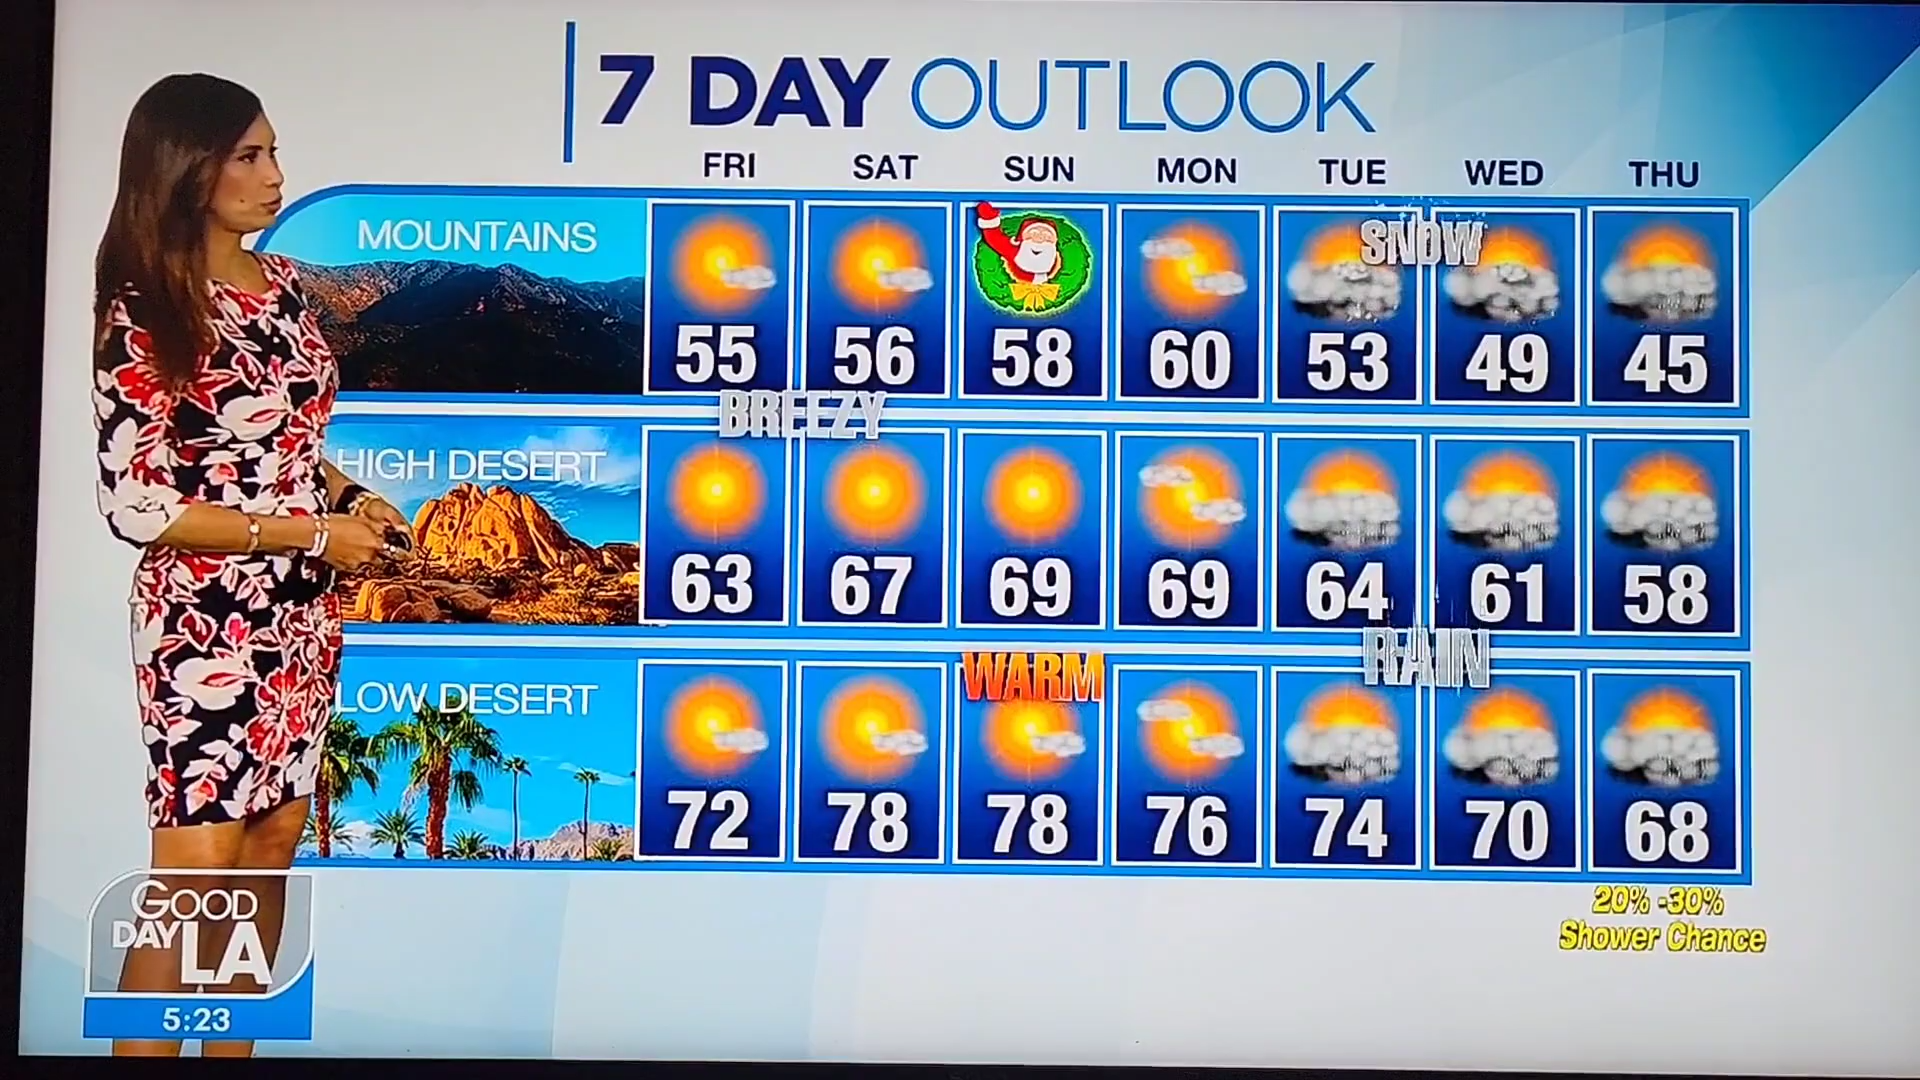 7 DAY OUTLOOK
FRI SAT SUN MON TUE WED THU
MOUNTAINS
SNOW
55 56 58 60 53 49 45
BREEZY
HIGH DESERT
63 67 69 69 64 61 58
RAIN
WARM
LOW DESERT
72 78 78 76 74 70 68
20% -30%
Shower Chance
GOOD
DAY LA
5:23